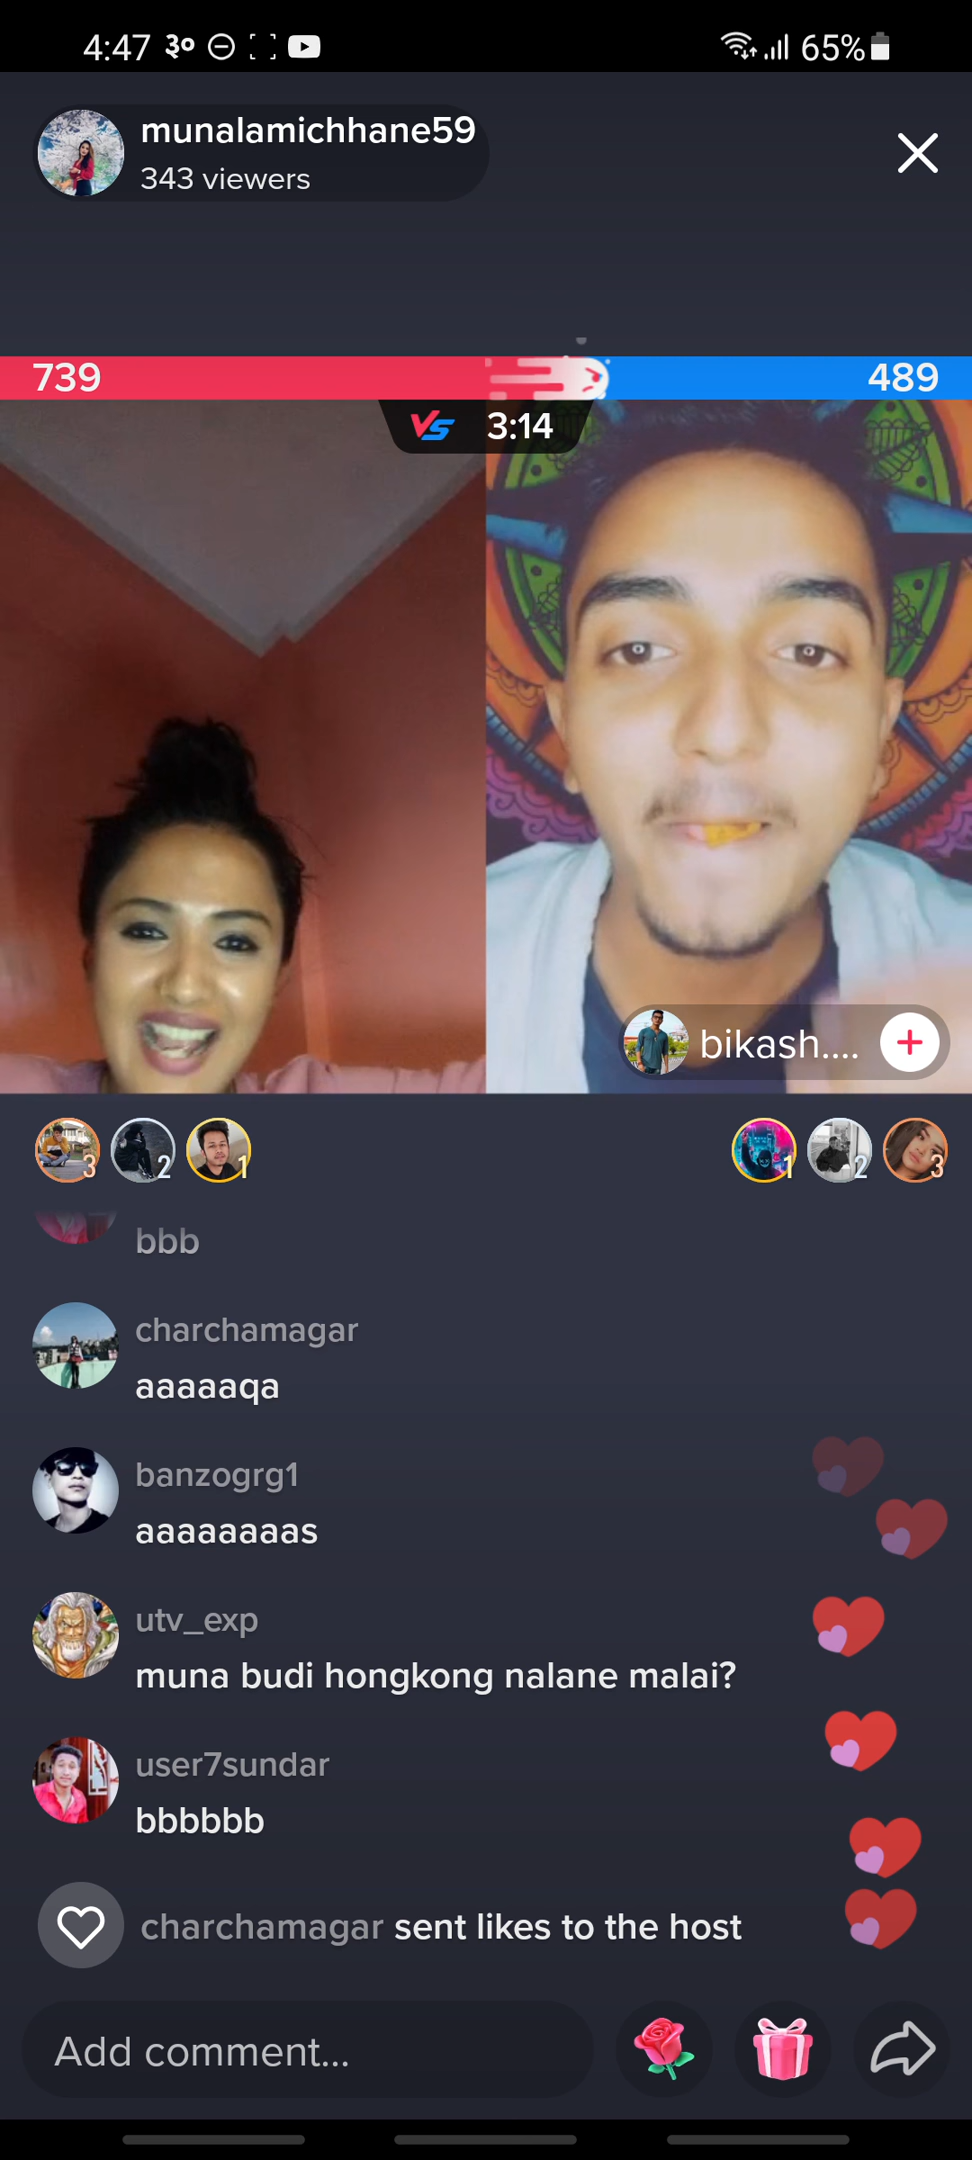 4:47 ३० 65%
munalamichhane59
343 viewers
739 489
VS 3:14
bikash....
3 2 1 1 2 3
bbb
charchamagar
aaaaaqa
banzogrg1
aaaaaaaas
utv_exp
muna budi hongkong nalane malai?
user7sundar
bbbbbb
charchamagar sent likes to the host
Add comment...